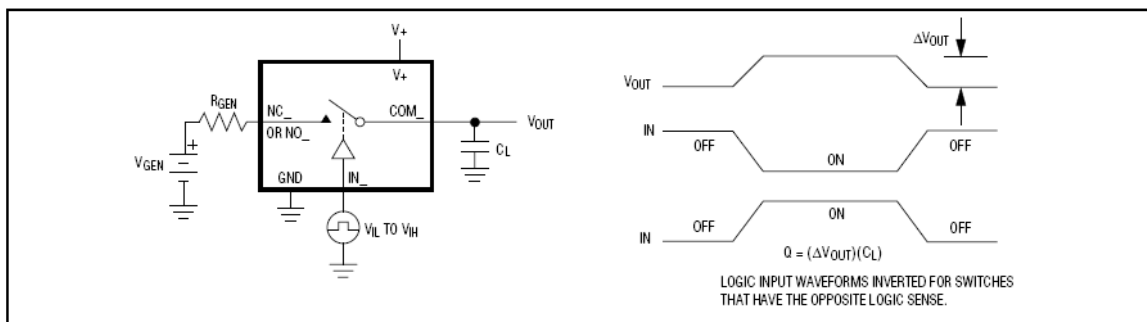 V+
V+
RGEN
NC_
COM_
OR NO_
VOUT
+
VGEN
CL
GND
IN_
VIL TO VIH
ΔVOUT
VOUT
IN
OFF
ON
OFF
IN
OFF
ON
OFF
Q = (ΔVOUT)(CL)
LOGIC INPUT WAVEFORMS INVERTED FOR SWITCHES
THAT HAVE THE OPPOSITE LOGIC SENSE.